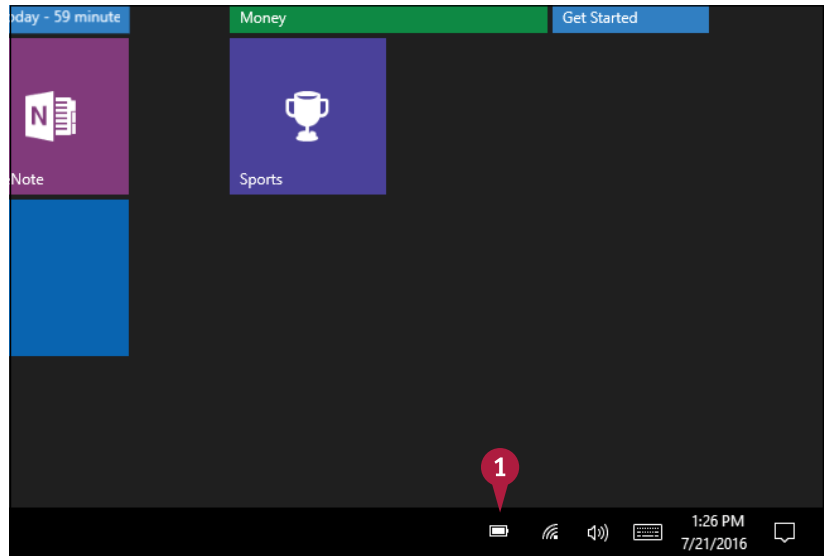 oday - 59 minute
Money
Get Started
N
Note
Sports
1
1:26 PM
7/21/2016